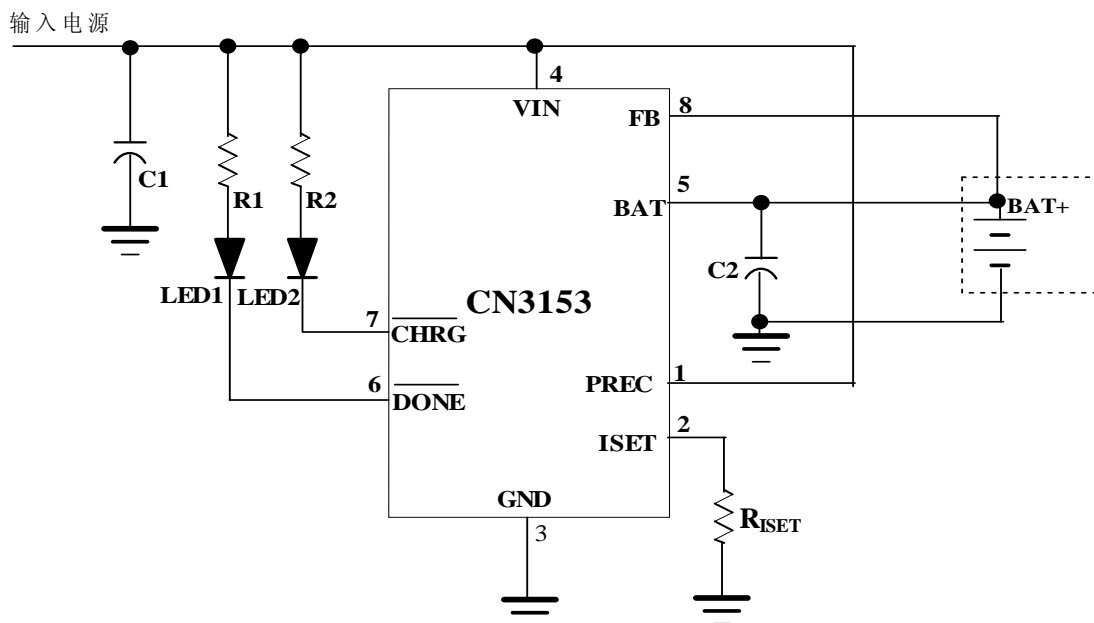 输入电源
4
VIN
FB
8
C1
R1
R2
BAT
5
BAT+
LED1
LED2
C2
CN3153
7
CHRG
6
DONE
PREC
1
2
ISET
GND
3
RISET